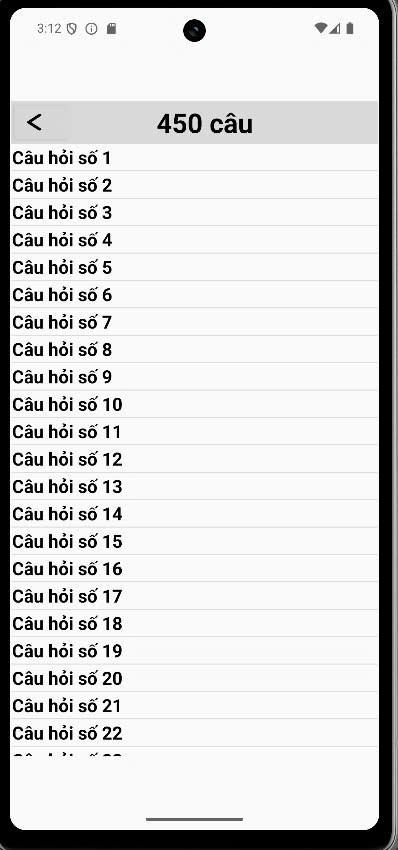 3:12
450 câu
Câu hỏi số 1
Câu hỏi số 2
Câu hỏi số 3
Câu hỏi số 4
Câu hỏi số 5
Câu hỏi số 6
Câu hỏi số 7
Câu hỏi số 8
Câu hỏi số 9
Câu hỏi số 10
Câu hỏi số 11
Câu hỏi số 12
Câu hỏi số 13
Câu hỏi số 14
Câu hỏi số 15
Câu hỏi số 16
Câu hỏi số 17
Câu hỏi số 18
Câu hỏi số 19
Câu hỏi số 20
Câu hỏi số 21
Câu hỏi số 22